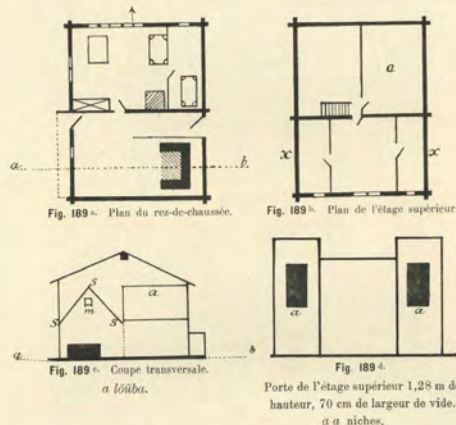 a
b
Fig. 189 a. Plan du rez-de-chaussée.
a
x
x
Fig. 189 b. Plan de l'étage supérieur
s
s
s
m
a
a
b
Fig. 189 c. Coupe transversale.
a löüba.
a
a
Fig. 189 d.
Porte de l'étage supérieur 1,28 m de
hauteur, 70 cm de largeur de vide.
a a niches.